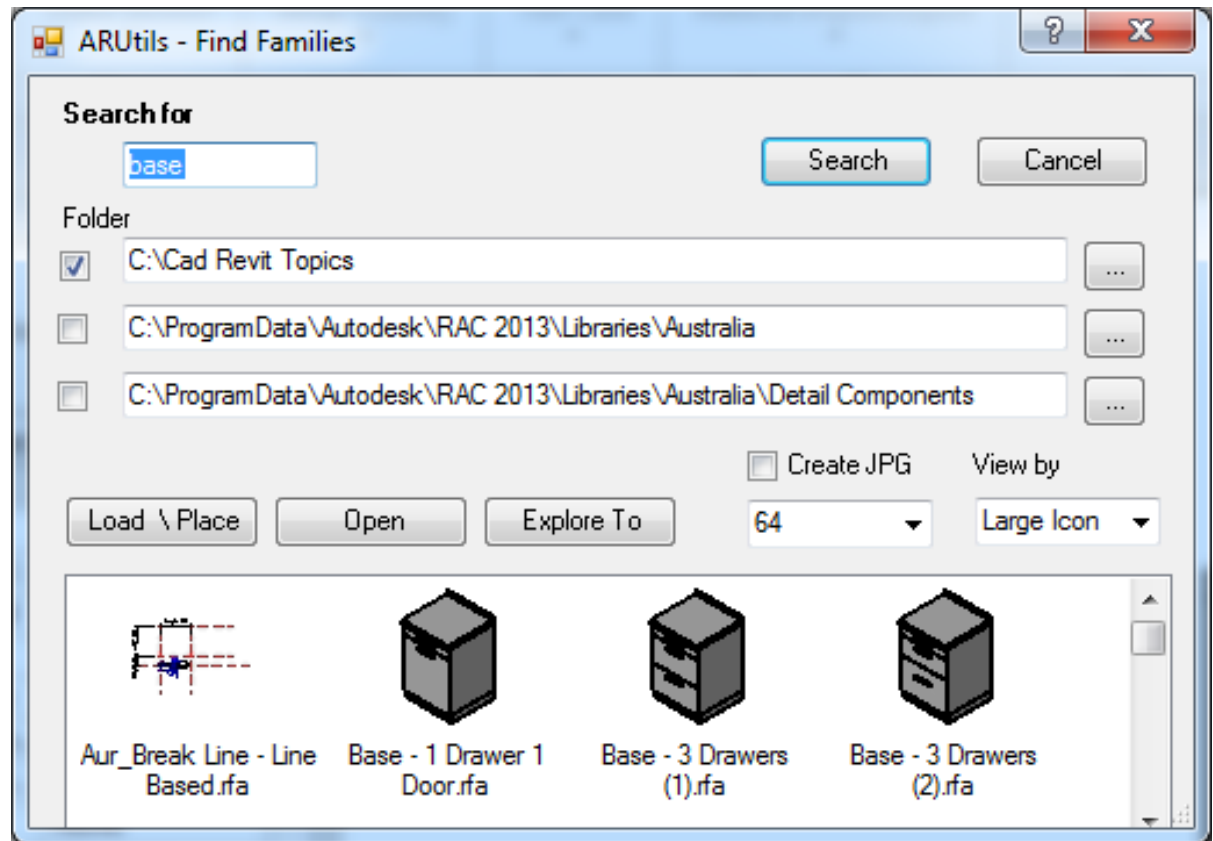 ARUtils - Find Families
Search for
base
Search
Cancel
Folder
C:\Cad Revit Topics
...
C:\ProgramData\Autodesk\RAC 2013\Libraries\Australia
...
C:\ProgramData\Autodesk\RAC 2013\Libraries\Australia\Detail Components
...
Create JPG
View by
Load \ Place
Open
Explore To
64
Large Icon
Aur_Break Line - Line
Based.rfa
Base - 1 Drawer 1
Door.rfa
Base - 3 Drawers
(1).rfa
Base - 3 Drawers
(2).rfa